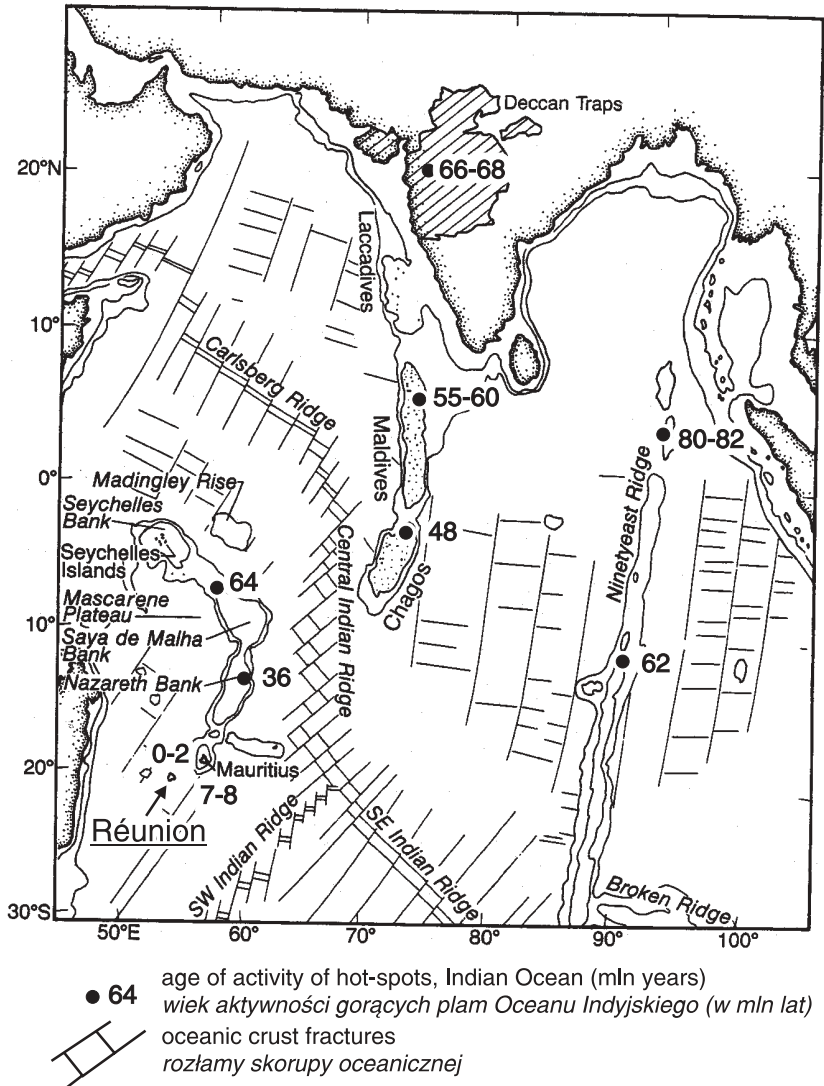 Deccan Traps
20°N
66-68
Laccadives
10°
Carlsberg Ridge
55-60
Maldives
80-82
0°
Madingley Rise
Seychelles
Bank
Ninetyeast Ridge
48
Seychelles
Islands
Central Indian Ridge
Chagos
64
Mascarene
Plateau
10°
Saya de Malha
Bank
62
Nazareth Bank
36
0-2
Mauritius
20°
7-8
Réunion
SW Indian Ridge
SE Indian Ridge
Broken Ridge
30°S
50°E
60°
70°
80°
90°
100°
64
age of activity of hot-spots, Indian Ocean (mln years)
wiek aktywności gorących plam Oceanu Indyjskiego (w mln lat)
oceanic crust fractures
rozłamy skorupy oceanicznej